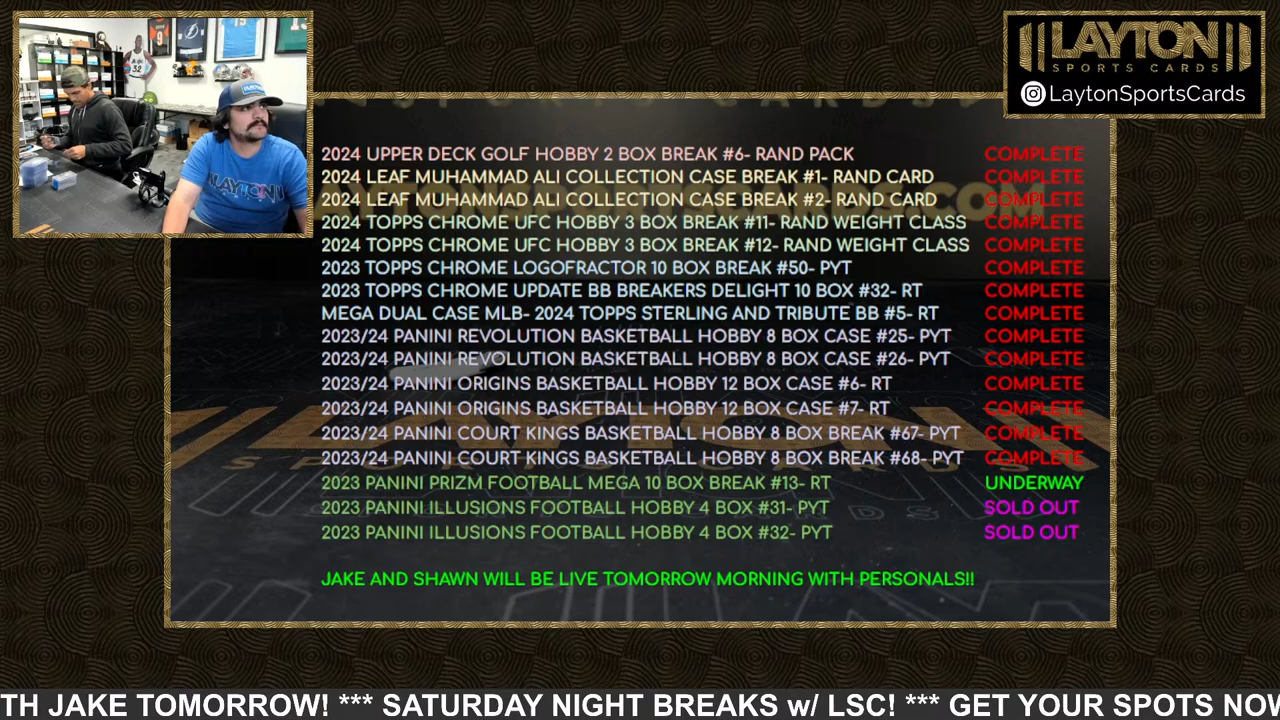 LAYTON
SPORTS CARDS
LaytonSportsCards
2024 UPPER DECK GOLF HOBBY 2 BOX BREAK #6- RAND PACK COMPLETE
2024 LEAF MUHAMMAD ALI COLLECTION CASE BREAK #1- RAND CARD COMPLETE
2024 LEAF MUHAMMAD ALI COLLECTION CASE BREAK #2- RAND CARD COMPLETE
2024 TOPPS CHROME UFC HOBBY 3 BOX BREAK #11- RAND WEIGHT CLASS COMPLETE
2024 TOPPS CHROME UFC HOBBY 3 BOX BREAK #12- RAND WEIGHT CLASS COMPLETE
2023 TOPPS CHROME LOGOFRACTOR 10 BOX BREAK #50- PYT COMPLETE
2023 TOPPS CHROME UPDATE BB BREAKERS DELIGHT 10 BOX #32- RT COMPLETE
MEGA DUAL CASE MLB- 2024 TOPPS STERLING AND TRIBUTE BB #5- RT COMPLETE
2023/24 PANINI REVOLUTION BASKETBALL HOBBY 8 BOX CASE #25- PYT COMPLETE
2023/24 PANINI REVOLUTION BASKETBALL HOBBY 8 BOX CASE #26- PYT COMPLETE
2023/24 PANINI ORIGINS BASKETBALL HOBBY 12 BOX CASE #6- RT COMPLETE
2023/24 PANINI ORIGINS BASKETBALL HOBBY 12 BOX CASE #7- RT COMPLETE
2023/24 PANINI COURT KINGS BASKETBALL HOBBY 8 BOX BREAK #67- PYT COMPLETE
2023/24 PANINI COURT KINGS BASKETBALL HOBBY 8 BOX BREAK #68- PYT COMPLETE
2023 PANINI PRIZM FOOTBALL MEGA 10 BOX BREAK #13- RT UNDERWAY
2023 PANINI ILLUSIONS FOOTBALL HOBBY 4 BOX #31- PYT SOLD OUT
2023 PANINI ILLUSIONS FOOTBALL HOBBY 4 BOX #32- PYT SOLD OUT
JAKE AND SHAWN WILL BE LIVE TOMORROW MORNING WITH PERSONALS!!
TH JAKE TOMORROW! *** SATURDAY NIGHT BREAKS w/ LSC! *** GET YOUR SPOTS NOW